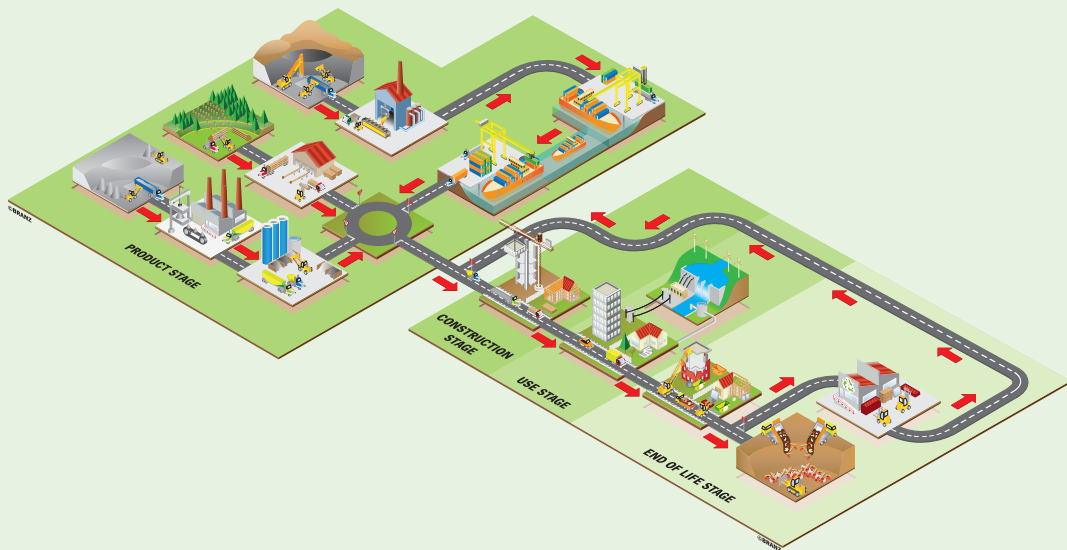 ©BRANZ
PRODUCT STAGE
CONSTRUCTION
STAGE
USE STAGE
END OF LIFE STAGE
©BRANZ